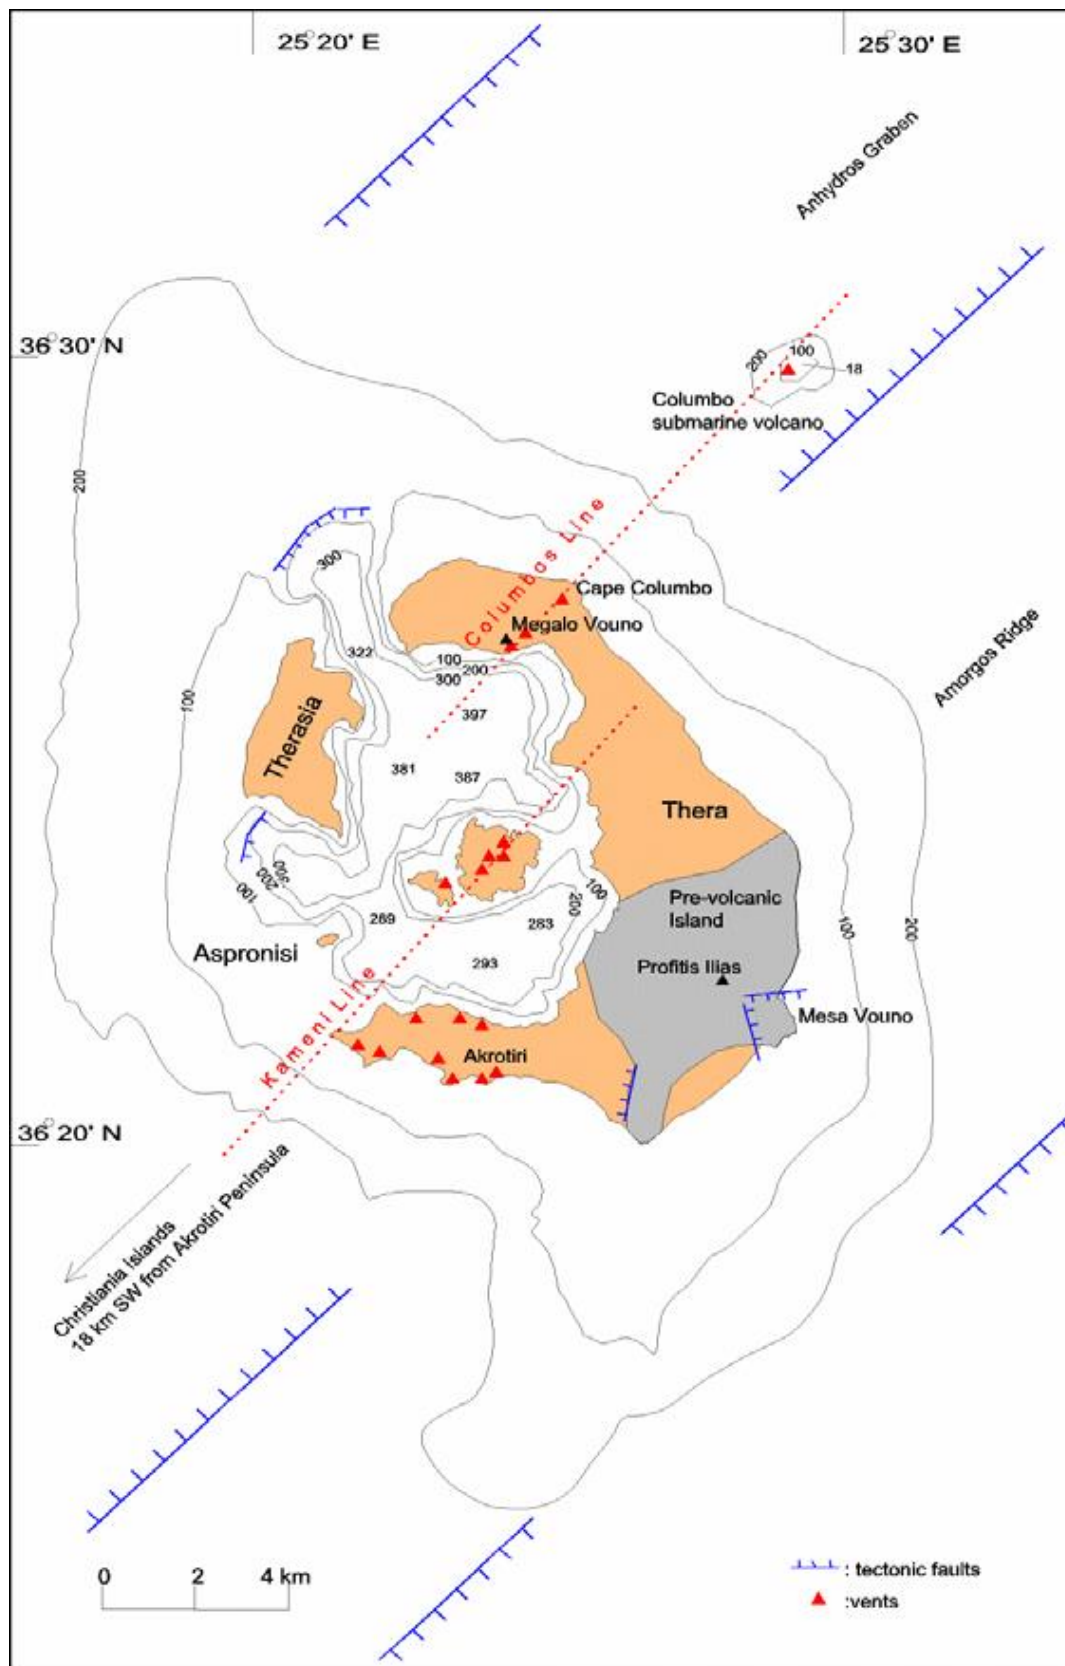 25° 20' E
25° 30' E
Anhydros Graben
36° 30' N
200
100
18
Columbo
submarine volcano
200
300
Columbos Line
Cape Columbo
Megalo Vouno
Amorgos Ridge
322
100
200
300
100
397
Therasia
381
387
Thera
300
200
100
100
200
Pre-volcanic
Island
289
283
100
200
Aspronisi
293
Profitis Ilias
Mesa Vouno
Kameni Line
Akrotiri
36° 20' N
Christiania Islands
18 km SW from Akrotiri Peninsula
0 2 4 km
: tectonic faults
:vents